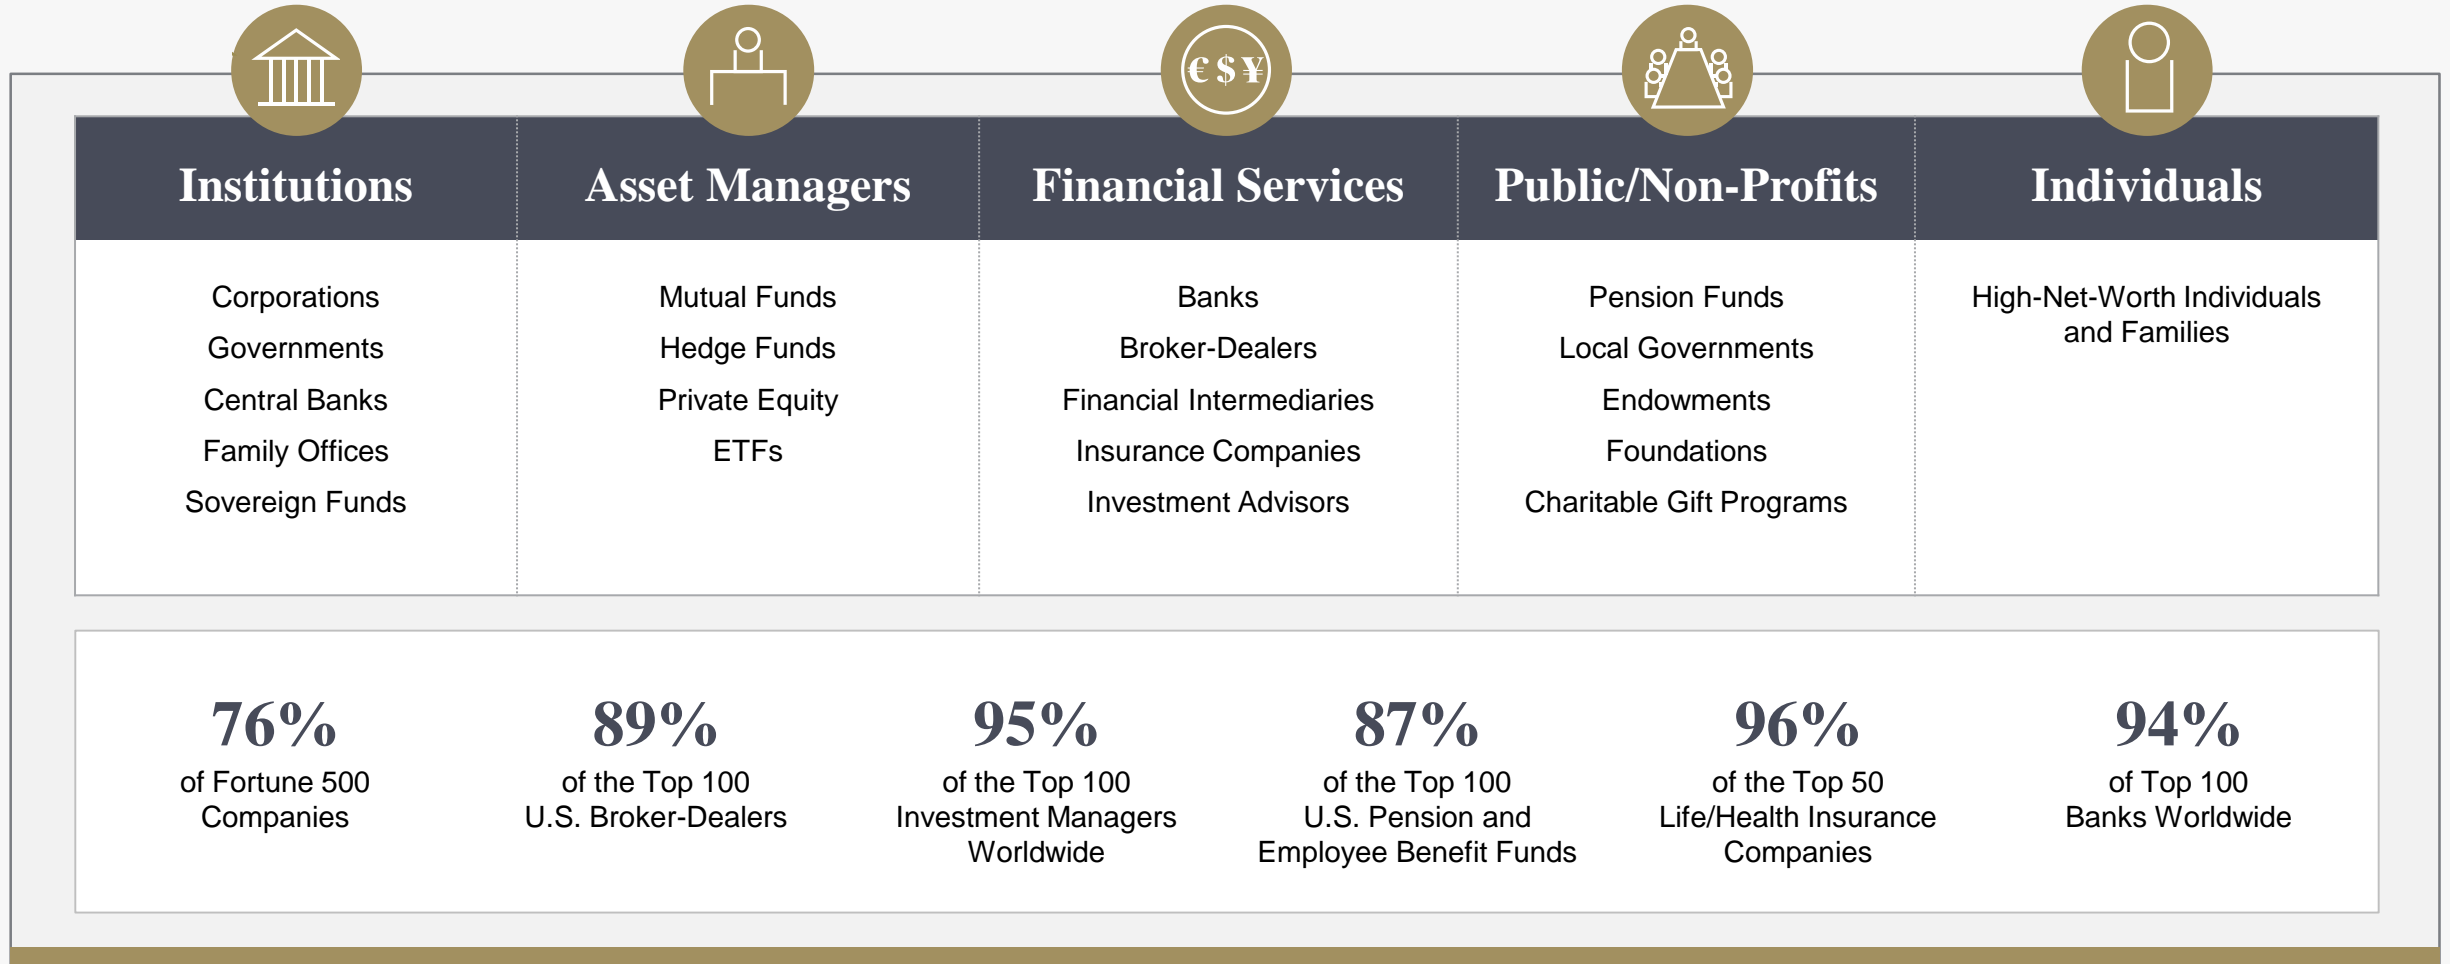 € $ ¥
Institutions
Corporations
Governments
Central Banks
Family Offices
Sovereign Funds
Asset Managers
Mutual Funds
Hedge Funds
Private Equity
ETFs
Financial Services
Banks
Broker-Dealers
Financial Intermediaries
Insurance Companies
Investment Advisors
Public/Non-Profits
Pension Funds
Local Governments
Endowments
Foundations
Charitable Gift Programs
Individuals
High-Net-Worth Individuals
and Families
76%
of Fortune 500
Companies
89%
of the Top 100
U.S. Broker-Dealers
95%
of the Top 100
Investment Managers
Worldwide
87%
of the Top 100
U.S. Pension and
Employee Benefit Funds
96%
of the Top 50
Life/Health Insurance
Companies
94%
of Top 100
Banks Worldwide